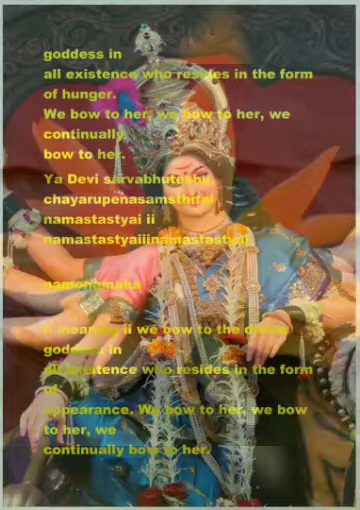 goddess in
all existence who resides in the form
of hunger.
We bow to her, we bow to her, we
continually,
bow to her.
Ya Devi sarvabhuteshu
chayarupenasamsthitai
namastastyai ii
namastastyaiiinamastastyai
namonamaha
ii meaning ii we bow to the divine
goddess in
all existence who resides in the form
of
appearance. We bow to her, we bow
to her, we
continually bow to her.